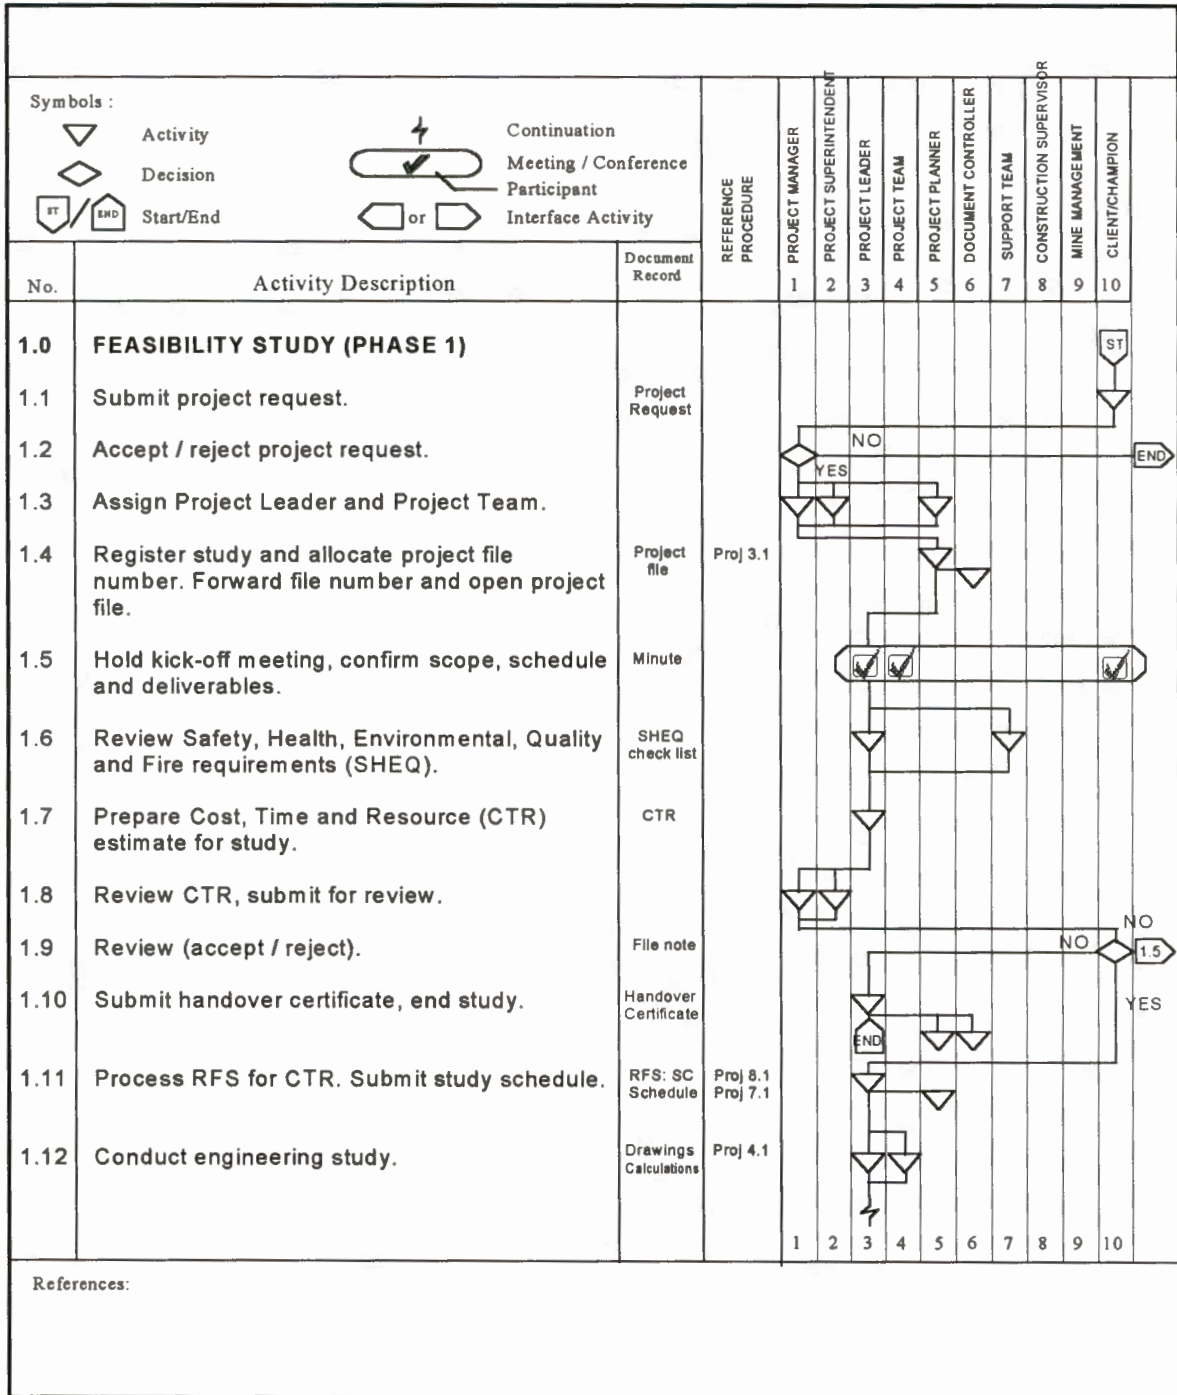 Symbols :
Activity
Decision
ST / END Start/End
Continuation
Meeting / Conference
Participant
or Interface Activity
REFERENCE
PROCEDURE
PROJECT MANAGER
PROJECT SUPERINTENDENT
PROJECT LEADER
PROJECT TEAM
PROJECT PLANNER
DOCUMENT CONTROLLER
SUPPORT TEAM
CONSTRUCTION SUPERVISOR
MINE MANAGEMENT
CLIENT/CHAMPION
No. Activity Description Document
Record
1 2 3 4 5 6 7 8 9 10
1.0 FEASIBILITY STUDY (PHASE 1)
ST
1.1 Submit project request. Project
Request
1.2 Accept / reject project request.
NO
END
YES
1.3 Assign Project Leader and Project Team.
1.4 Register study and allocate project file Project Proj 3.1
number. Forward file number and open project file
file.
1.5 Hold kick-off meeting, confirm scope, schedule Minute
and deliverables.
1.6 Review Safety, Health, Environmental, Quality SHEQ
and Fire requirements (SHEQ). check list
1.7 Prepare Cost, Time and Resource (CTR) CTR
estimate for study.
1.8 Review CTR, submit for review.
NO
1.9 Review (accept / reject). File note
NO
1.5
1.10 Submit handover certificate, end study. Handover
Certificate
YES
END
1.11 Process RFS for CTR. Submit study schedule. RFS: SC Proj 8.1
Schedule Proj 7.1
1.12 Conduct engineering study. Drawings Proj 4.1
Calculations
1 2 3 4 5 6 7 8 9 10
References: